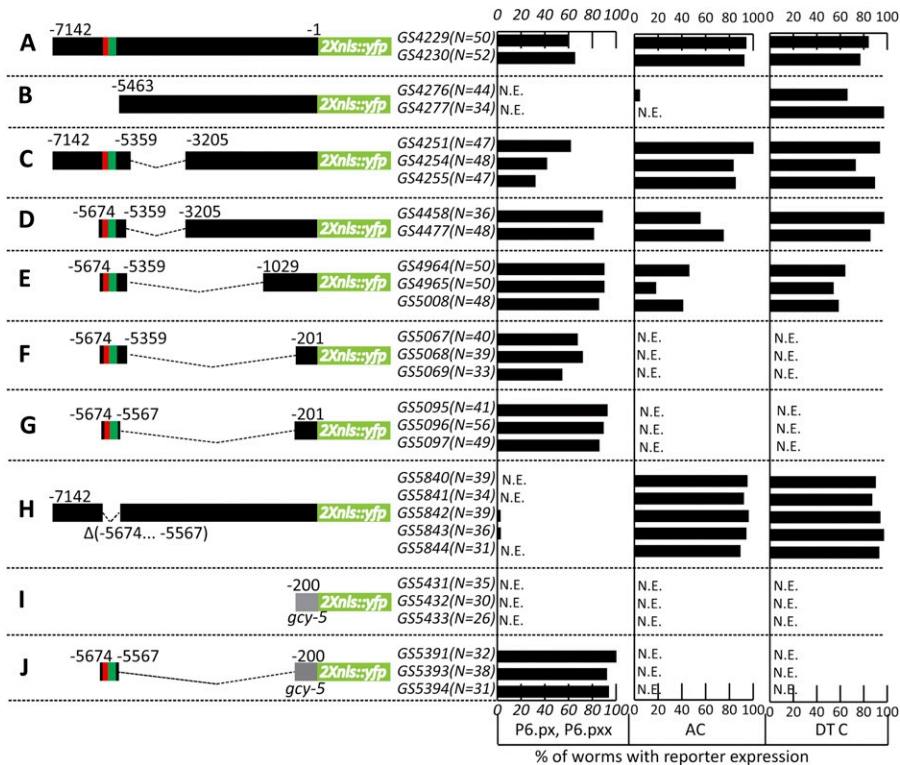 0 20 40 60 80 100 0 20 40 60 80 100 0 20 40 60 80 100
A -7142 -1 2Xnls::yfp GS4229(N=50)
GS4230(N=52)
B -5463 2Xnls::yfp GS4276(N=44) N.E.
GS4277(N=34) N.E. N.E.
C -7142 -5359 -3205 2Xnls::yfp GS4251(N=47)
GS4254(N=48)
GS4255(N=47)
D -5674 -5359 -3205 2Xnls::yfp GS4458(N=36)
GS4477(N=48)
E -5674 -5359 -1029 2Xnls::yfp GS4964(N=50)
GS4965(N=50)
GS5008(N=48)
F -5674 -5359 -201 2Xnls::yfp GS5067(N=40) N.E. N.E.
GS5068(N=39) N.E. N.E.
GS5069(N=33) N.E. N.E.
G -5674 -5567 -201 2Xnls::yfp GS5095(N=41) N.E. N.E.
GS5096(N=56) N.E. N.E.
GS5097(N=49) N.E. N.E.
H -7142 2Xnls::yfp GS5840(N=39) N.E.
GS5841(N=34) N.E.
GS5842(N=39)
Δ(-5674... -5567) GS5843(N=36)
GS5844(N=31) N.E.
I -200 2Xnls::yfp GS5431(N=35) N.E. N.E. N.E.
GS5432(N=30) N.E. N.E. N.E.
gcy-5 GS5433(N=26) N.E. N.E. N.E.
J -5674 -5567 -200 2Xnls::yfp GS5391(N=32) N.E. N.E.
GS5393(N=38) N.E. N.E.
gcy-5 GS5394(N=31) N.E. N.E.
0 20 40 60 80 100 0 20 40 60 80 100 0 20 40 60 80 100
P6.px, P6.pxx AC DT C
% of worms with reporter expression